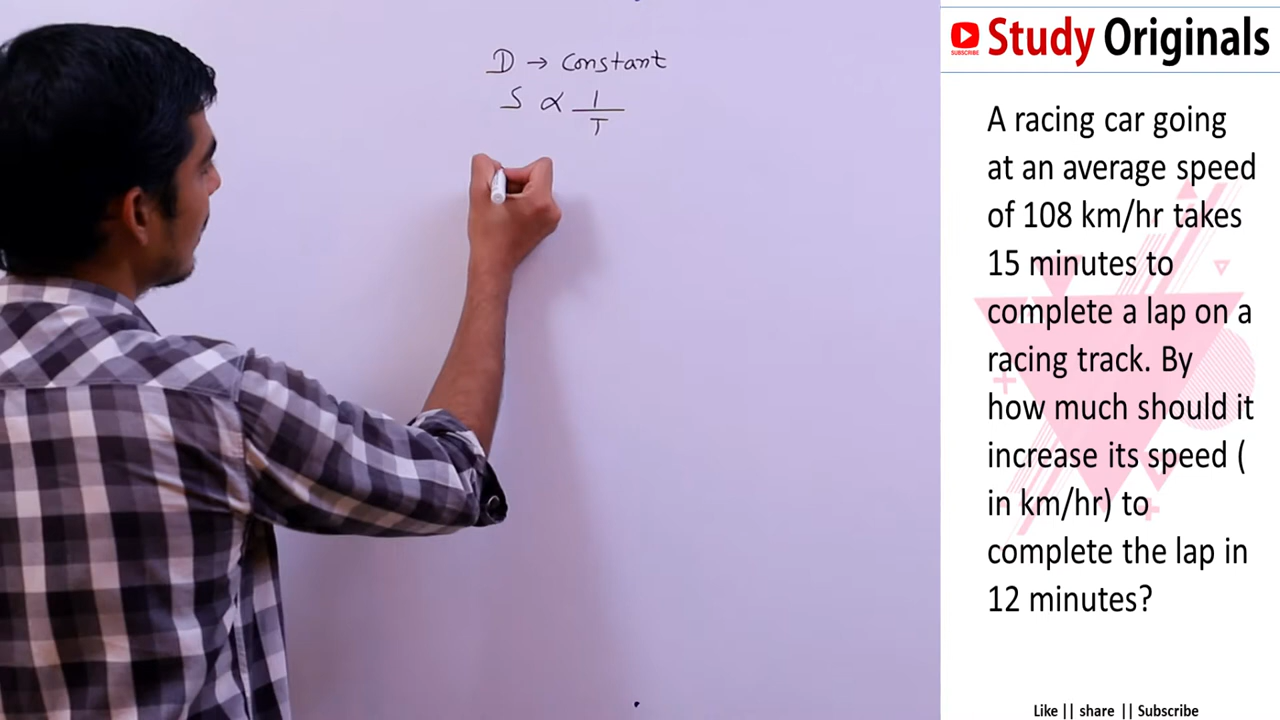 D → Constant
S ∝ 1/T
SUBSCRIBE
Study Originals
A racing car going
at an average speed
of 108 km/hr takes
15 minutes to
complete a lap on a
racing track. By
how much should it
increase its speed (
in km/hr) to
complete the lap in
12 minutes?
Like || share || Subscribe